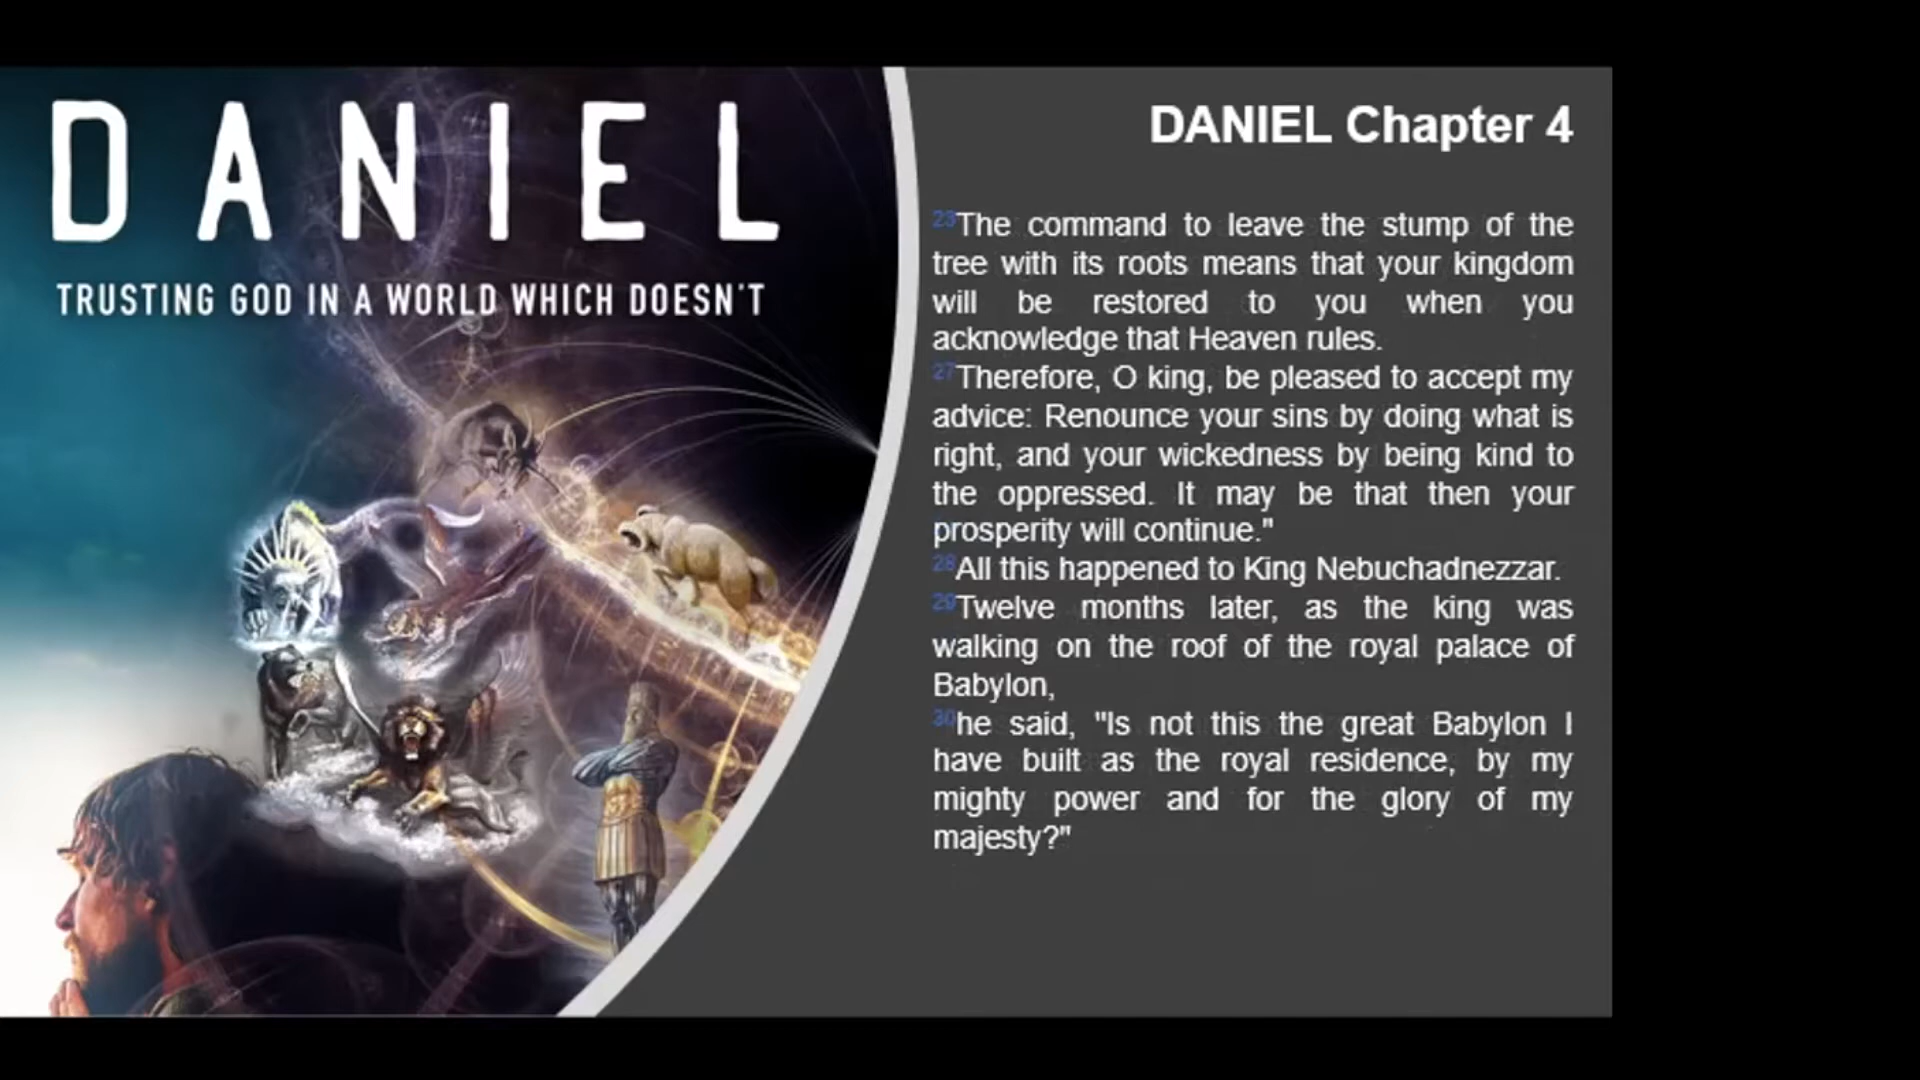 DANIEL
TRUSTING GOD IN A WORLD WHICH DOESN'T
DANIEL Chapter 4
23The command to leave the stump of the
tree with its roots means that your kingdom
will be restored to you when you
acknowledge that Heaven rules.
27Therefore, O king, be pleased to accept my
advice: Renounce your sins by doing what is
right, and your wickedness by being kind to
the oppressed. It may be that then your
prosperity will continue."
28All this happened to King Nebuchadnezzar.
29Twelve months later, as the king was
walking on the roof of the royal palace of
Babylon,
30he said, "Is not this the great Babylon I
have built as the royal residence, by my
mighty power and for the glory of my
majesty?"